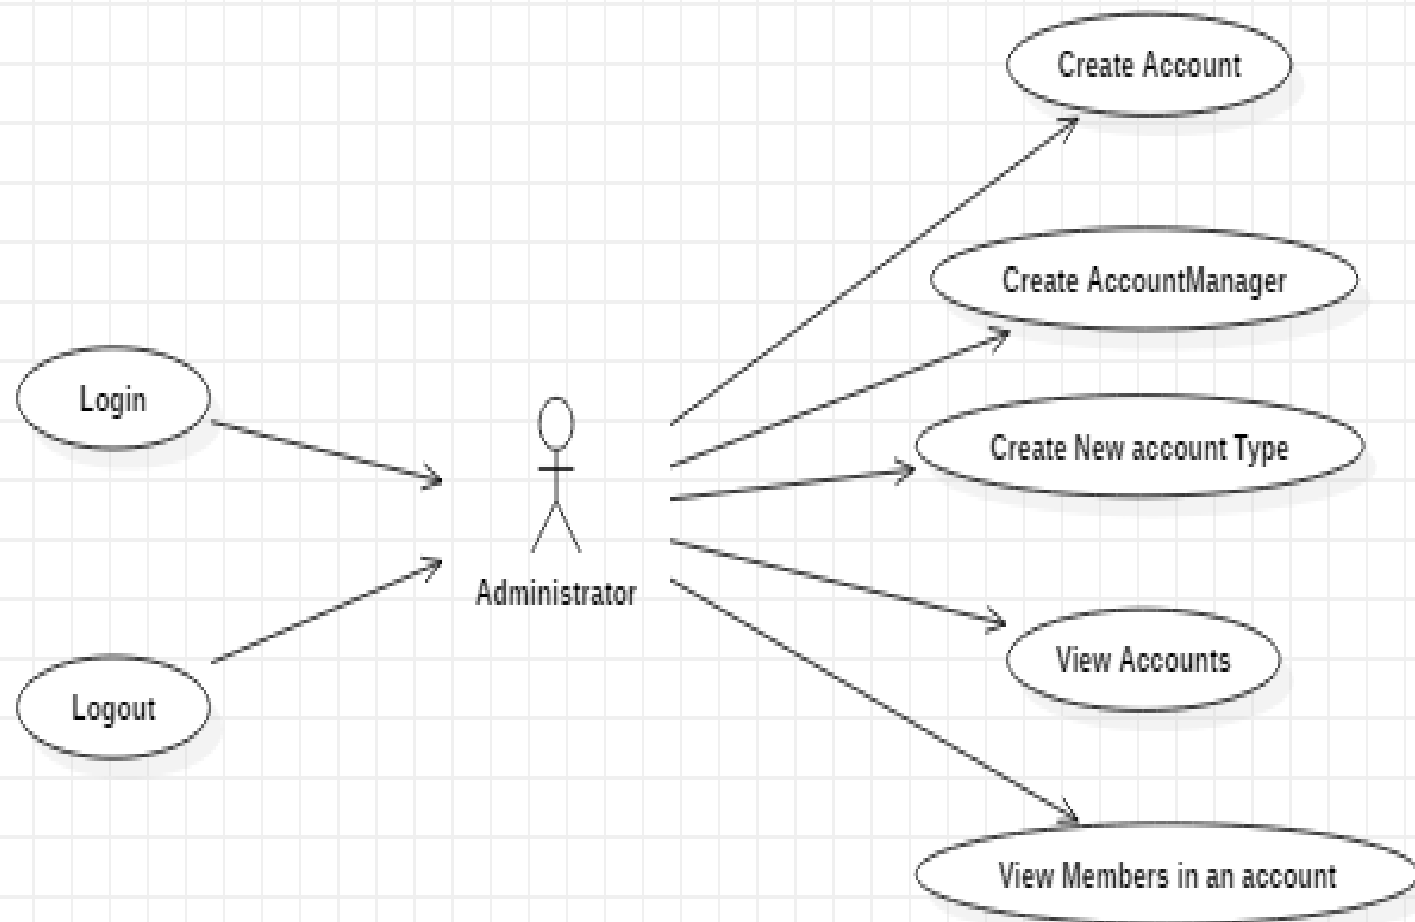 Create Account
Create AccountManager
Login
Create New account Type
Administrator
View Accounts
Logout
View Members in an account